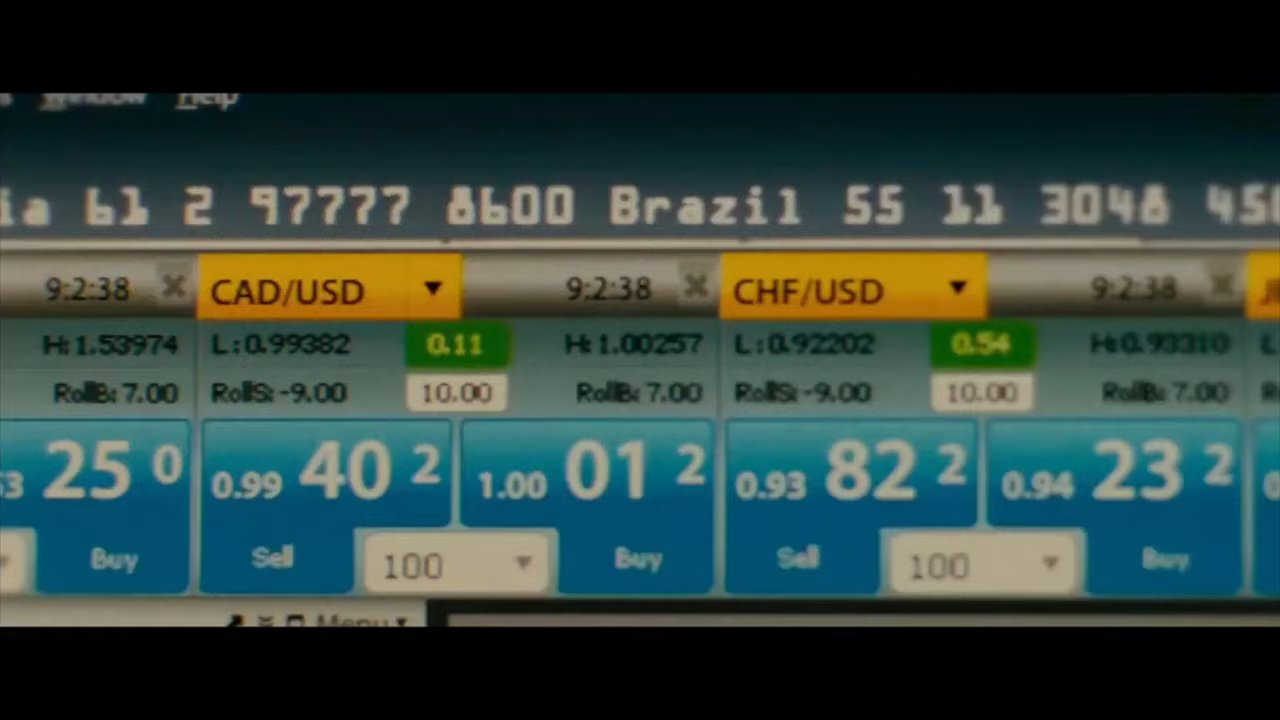 Window Help
ia 61 2 97777 8600 Brazil 55 11 3048 450
9:2:38 CAD/USD 9:2:38 CHF/USD 9:2:38
H:1.53974 L:0.99382 0.11 H:1.00257 L:0.92202 0.54 H:0.93310 L
RollB: 7.00 RollS: -9.00 10.00 RollB: 7.00 RollS: -9.00 10.00 RollB: 7.00
25 0 0.99 40 2 1.00 01 2 0.93 82 2 0.94 23 2
Buy Sell 100 Buy Sell 100 Buy
Menu